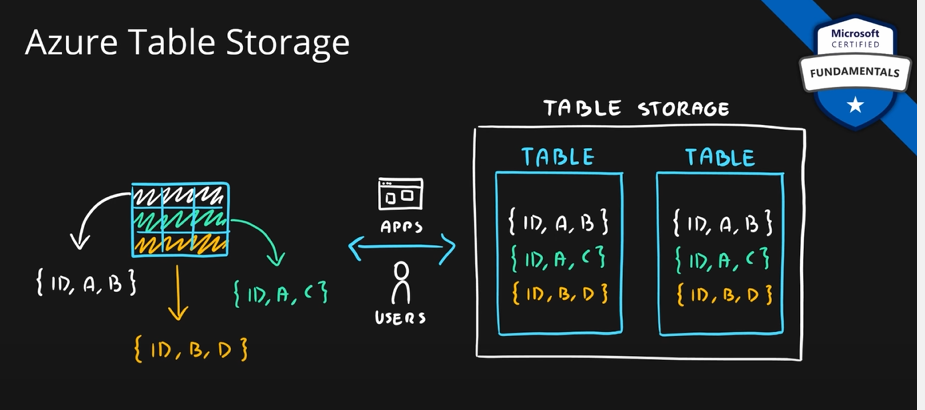 Azure Table Storage
Microsoft
CERTIFIED
FUNDAMENTALS
TABLE STORAGE
TABLE
TABLE
{ ID, A, B }
{ ID, A, C }
{ ID, B, D }
APPS
USERS
{ ID, A, B }
{ ID, A, C }
{ ID, B, D }
{ ID, A, B }
{ ID, A, C }
{ ID, B, D }